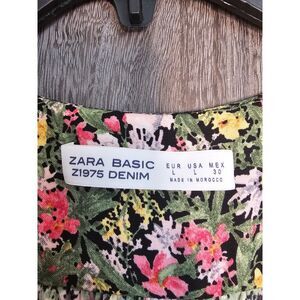 ZARA BASIC
Z1975 DENIM
EUR USA MEX
L L 30
MADE IN MOROCCO